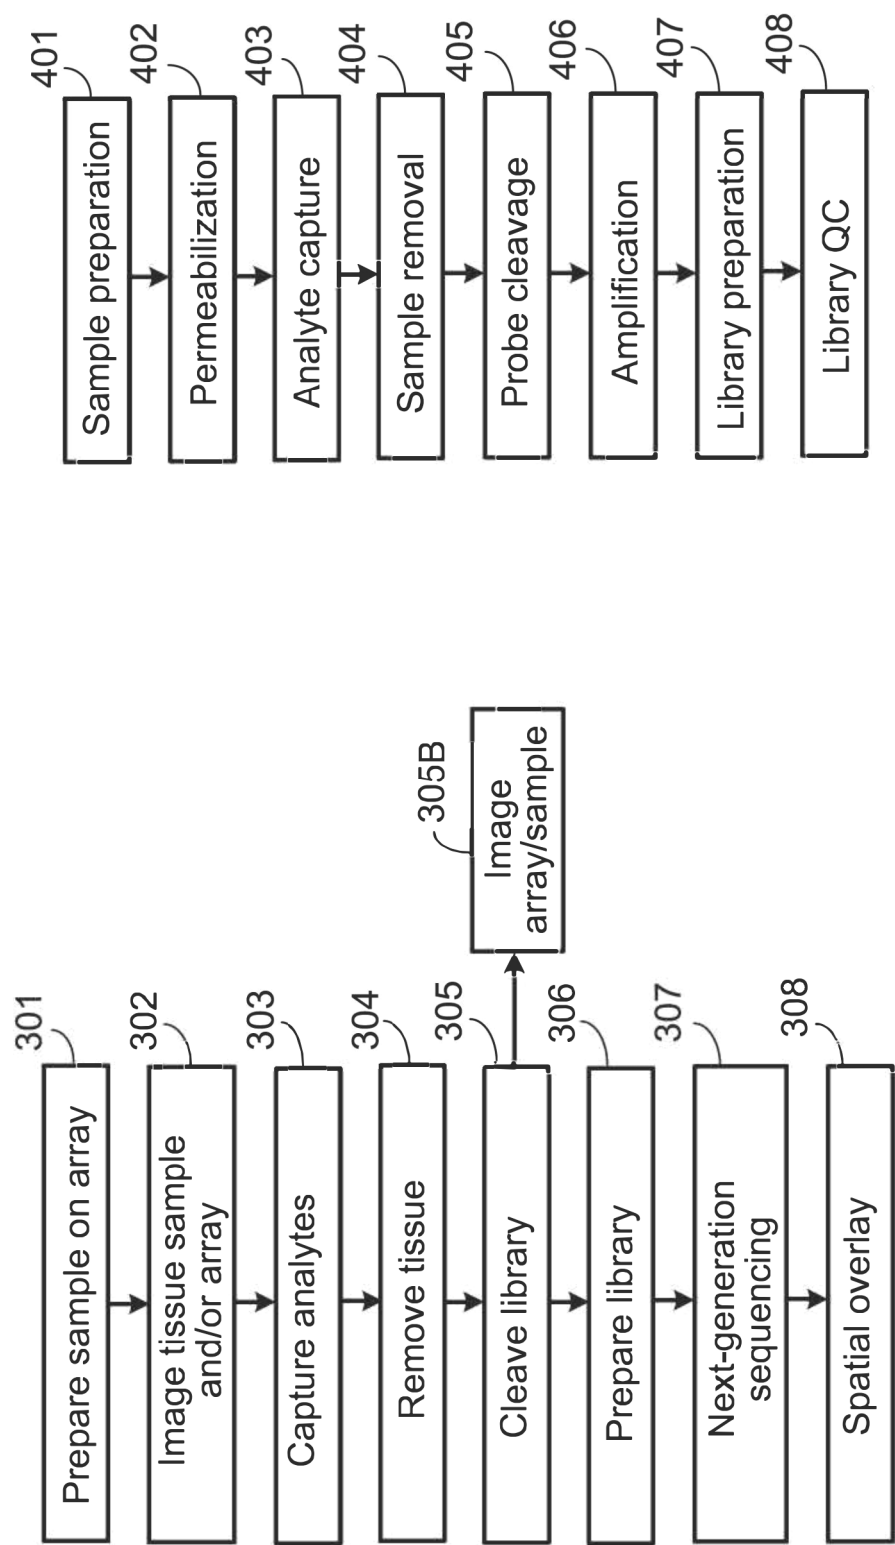 301
Prepare sample on array
302
Image tissue sample
and/or array
303
Capture analytes
304
Remove tissue
305
Cleave library
305B
Image
array/sample
306
Prepare library
307
Next-generation
sequencing
308
Spatial overlay
401
Sample preparation
402
Permeabilization
403
Analyte capture
404
Sample removal
405
Probe cleavage
406
Amplification
407
Library preparation
408
Library QC